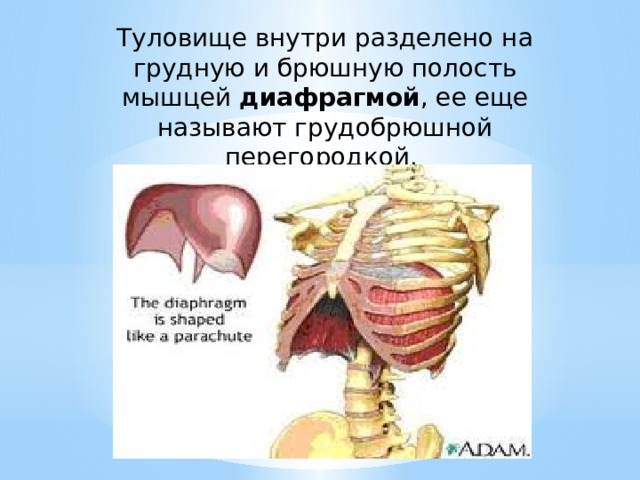 Туловище внутри разделено на
грудную и брюшную полость
мышцей диафрагмой, ее еще
называют грудобрюшной
перегородкой.
The diaphragm
is shaped
like a parachute
ADAM.